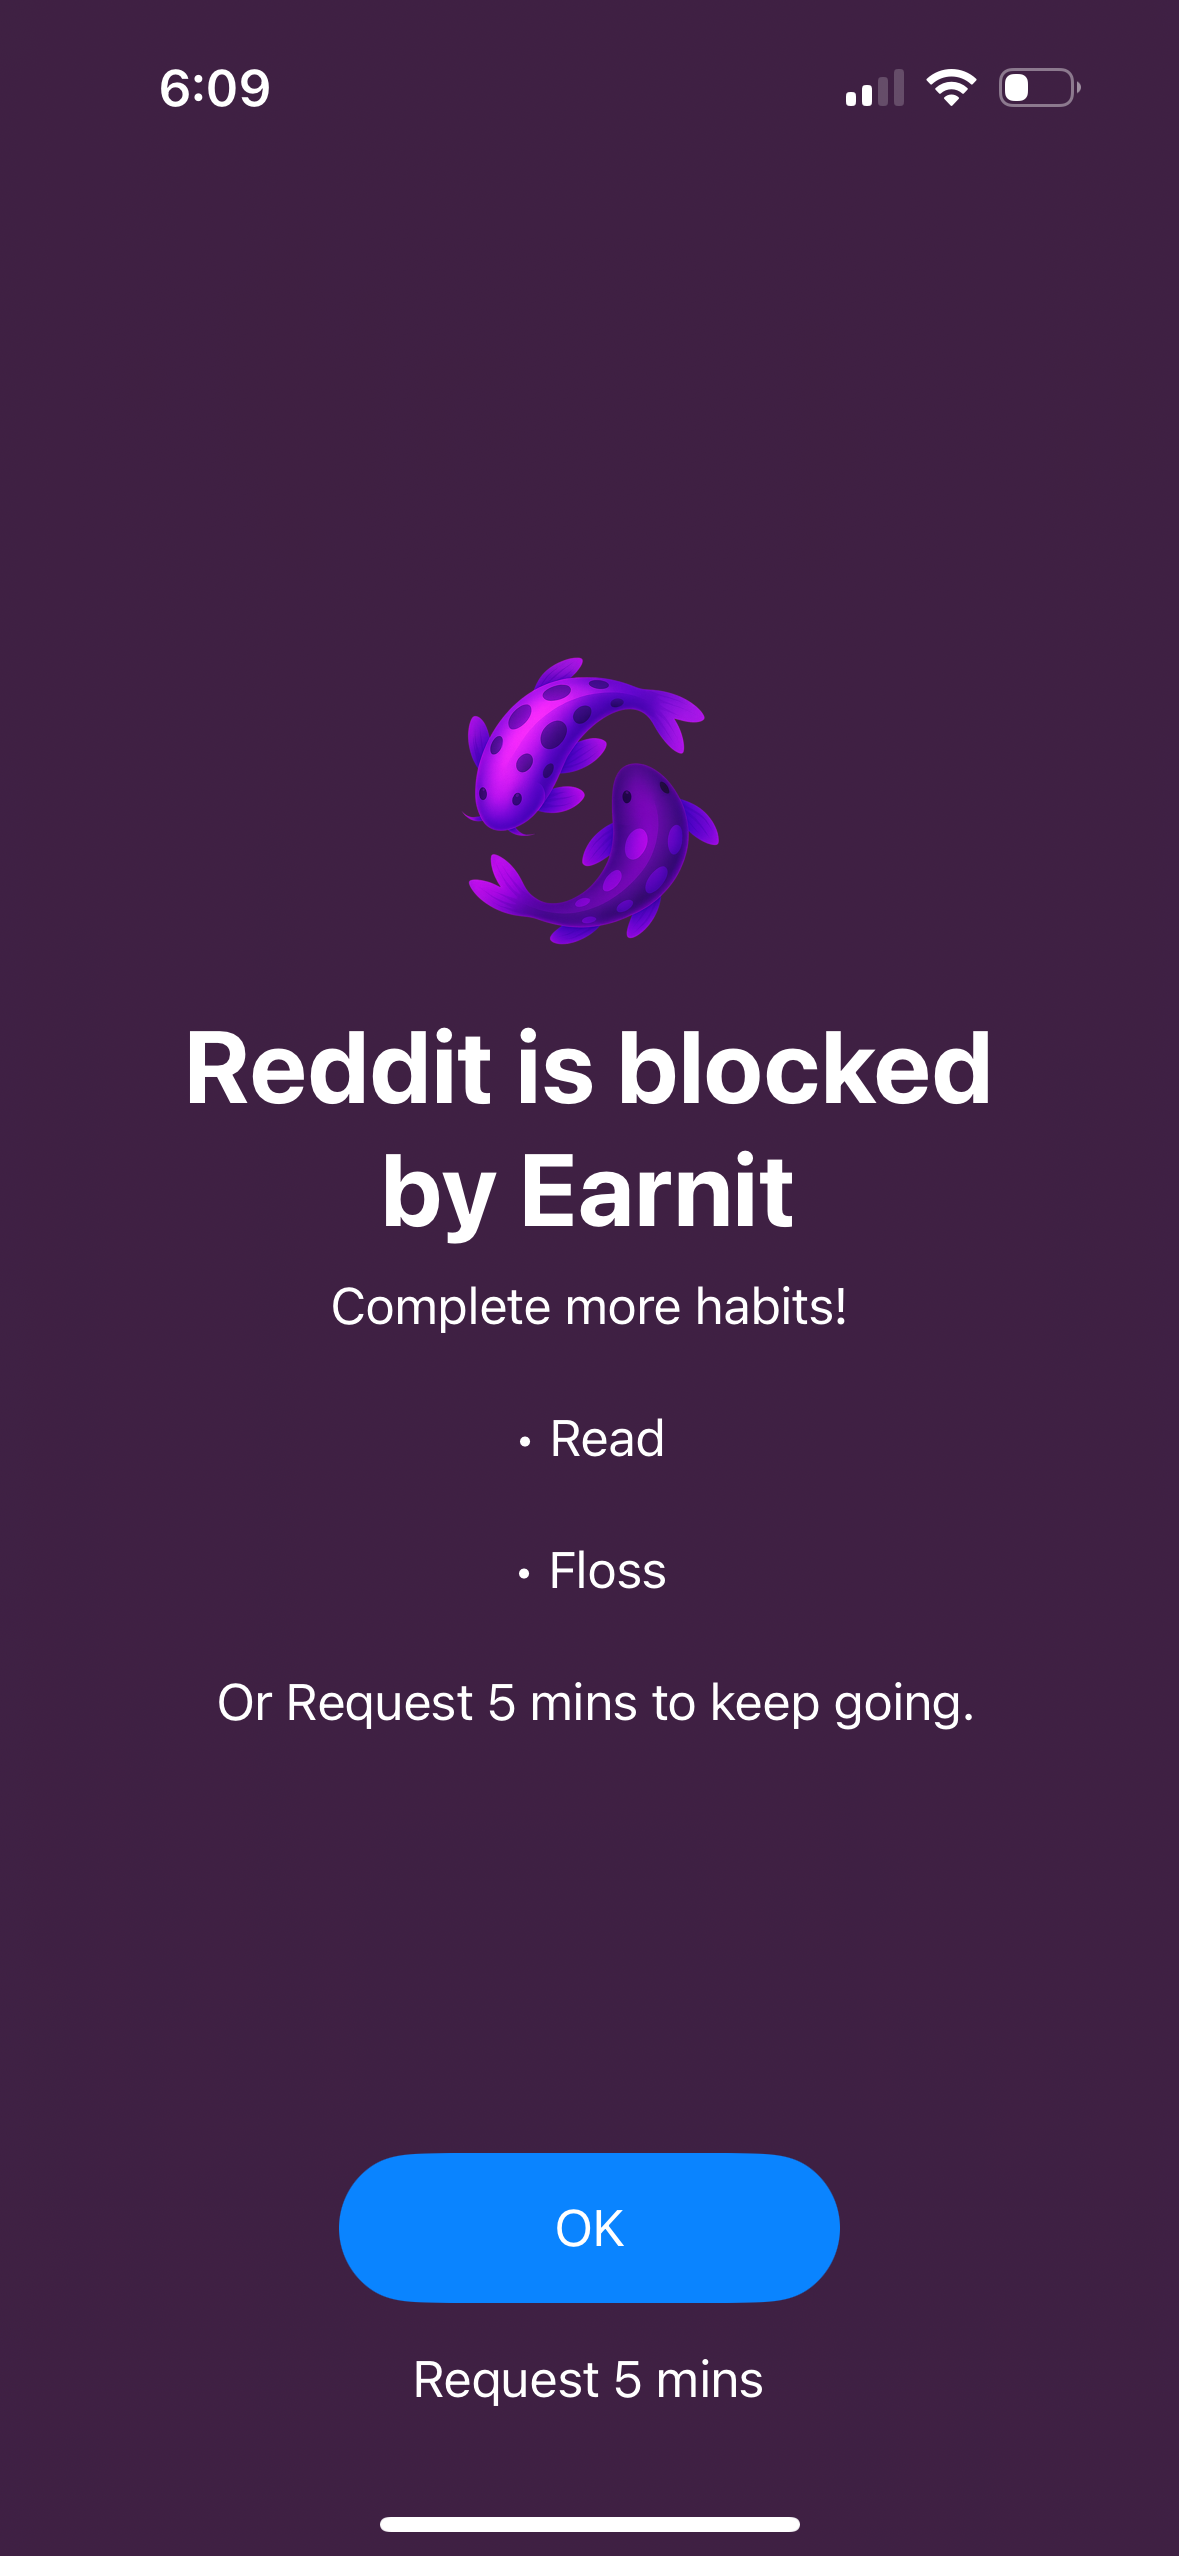 6:09
Reddit is blocked
by Earnit
Complete more habits!
• Read
• Floss
Or Request 5 mins to keep going.
OK
Request 5 mins